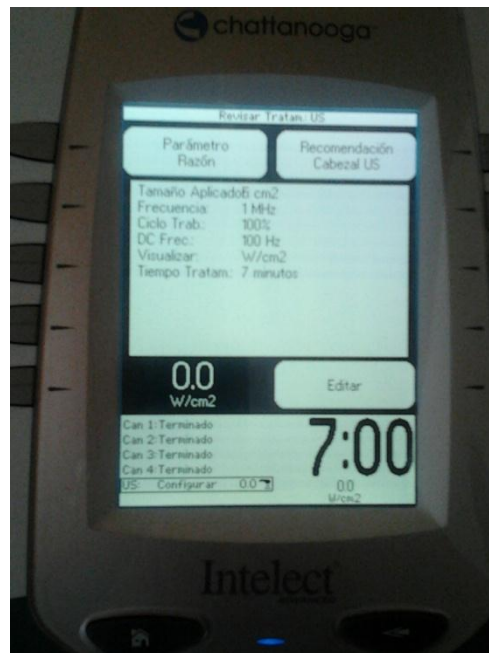 chattanooga
Revisar Tratam.: US
Parámetro
Razón
Recomendación
Cabezal US
Tamaño Aplicado6 cm2
Frecuencia: 1 MHz
Ciclo Trab.: 100%
DC Frec.: 100 Hz
Visualizar: W/cm2
Tiempo Tratam.: 7 minutos
0.0
W/cm2
Editar
Can 1: Terminado
Can 2: Terminado
Can 3: Terminado
Can 4: Terminado
US: Configurar 0.0
7:00
0.0
W/cm2
Intelect